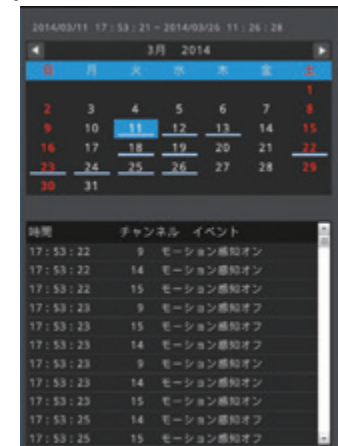 2014/03/11 17:53:21 ~ 2014/03/26 11:26:28
3月 2014
日 月 火 水 木 金 土
1
2 3 4 5 6 7 8
9 10 11 12 13 14 15
16 17 18 19 20 21 22
23 24 25 26 27 28 29
30 31
時間 チャンネル イベント
17:53:22 9 モーション感知オン
17:53:22 14 モーション感知オン
17:53:22 15 モーション感知オン
17:53:23 9 モーション感知オフ
17:53:23 15 モーション感知オフ
17:53:23 14 モーション感知オフ
17:53:23 9 モーション感知オン
17:53:23 14 モーション感知オン
17:53:23 15 モーション感知オン
17:53:25 14 モーション感知オフ
17:53:25 15 モーション感知オフ